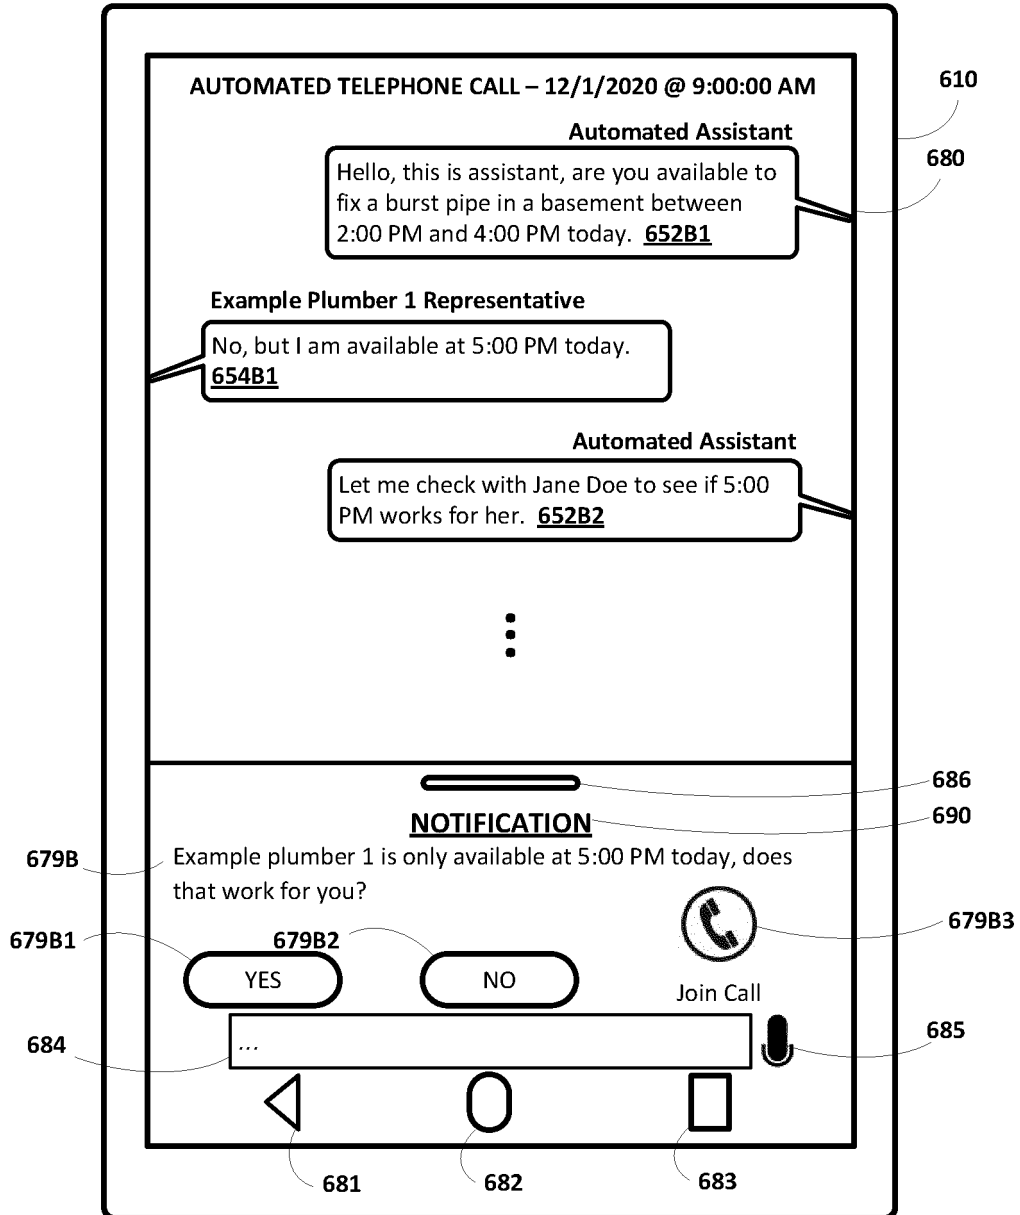 AUTOMATED TELEPHONE CALL – 12/1/2020 @ 9:00:00 AM
610
Automated Assistant
680
Hello, this is assistant, are you available to
fix a burst pipe in a basement between
2:00 PM and 4:00 PM today. 652B1
Example Plumber 1 Representative
No, but I am available at 5:00 PM today.
654B1
Automated Assistant
Let me check with Jane Doe to see if 5:00
PM works for her. 652B2
686
NOTIFICATION
690
679B
Example plumber 1 is only available at 5:00 PM today, does
that work for you?
679B3
679B1
679B2
YES
NO
Join Call
684
...
685
681
682
683